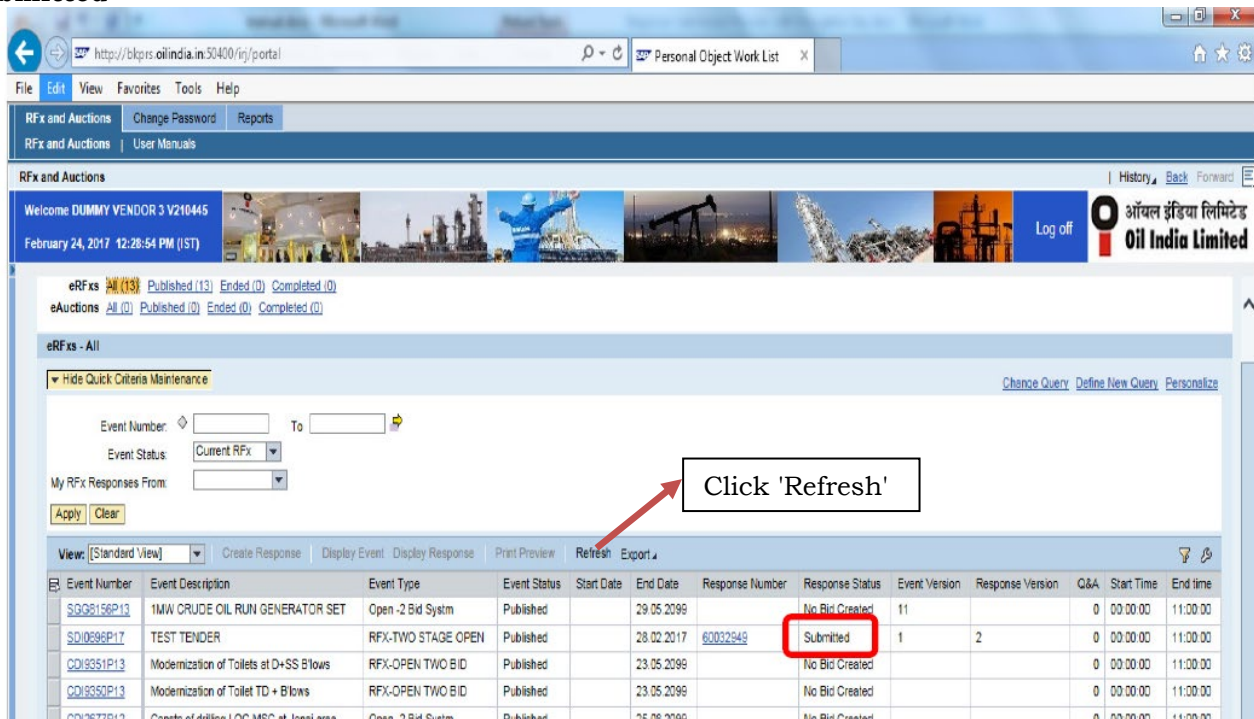 http://bkprs.oilindia.in:50400/irj/portal
Personal Object Work List
X
File Edit View Favorites Tools Help
RFx and Auctions Change Password Reports
RFx and Auctions | User Manuals
RFx and Auctions
| History Back Forward
Welcome DUMMY VENDOR 3 V210445
February 24, 2017 12:28:54 PM (IST)
Log off
ऑयल इंडिया लिमिटेड
Oil India Limited
eRFxs All (13) Published (13) Ended (0) Completed (0)
eAuctions All (0) Published (0) Ended (0) Completed (0)
eRFxs - All
Hide Quick Criteria Maintenance
Change Query Define New Query Personalize
Event Number: To
Event Status: Current RFx
My RFx Responses From:
Click 'Refresh'
Apply Clear
View: [Standard View] Create Response Display Event Display Response Print Preview Refresh Export
Event Number Event Description Event Type Event Status Start Date End Date Response Number Response Status Event Version Response Version Q&A Start Time End time
SGG8156P13 1MW CRUDE OIL RUN GENERATOR SET Open -2 Bid Systm Published 29.05.2099 No Bid Created 11 0 00:00:00 11:00:00
SDI0696P17 TEST TENDER RFX-TWO STAGE OPEN Published 28.02.2017 60032949 Submitted 1 2 0 00:00:00 11:00:00
CDI9351P13 Modernization of Toilets at D+SS B'lows RFX-OPEN TWO BID Published 23.05.2099 No Bid Created 0 00:00:00 11:00:00
CDI9350P13 Modernization of Toilet TD + B'lows RFX-OPEN TWO BID Published 23.05.2099 No Bid Created 0 00:00:00 11:00:00